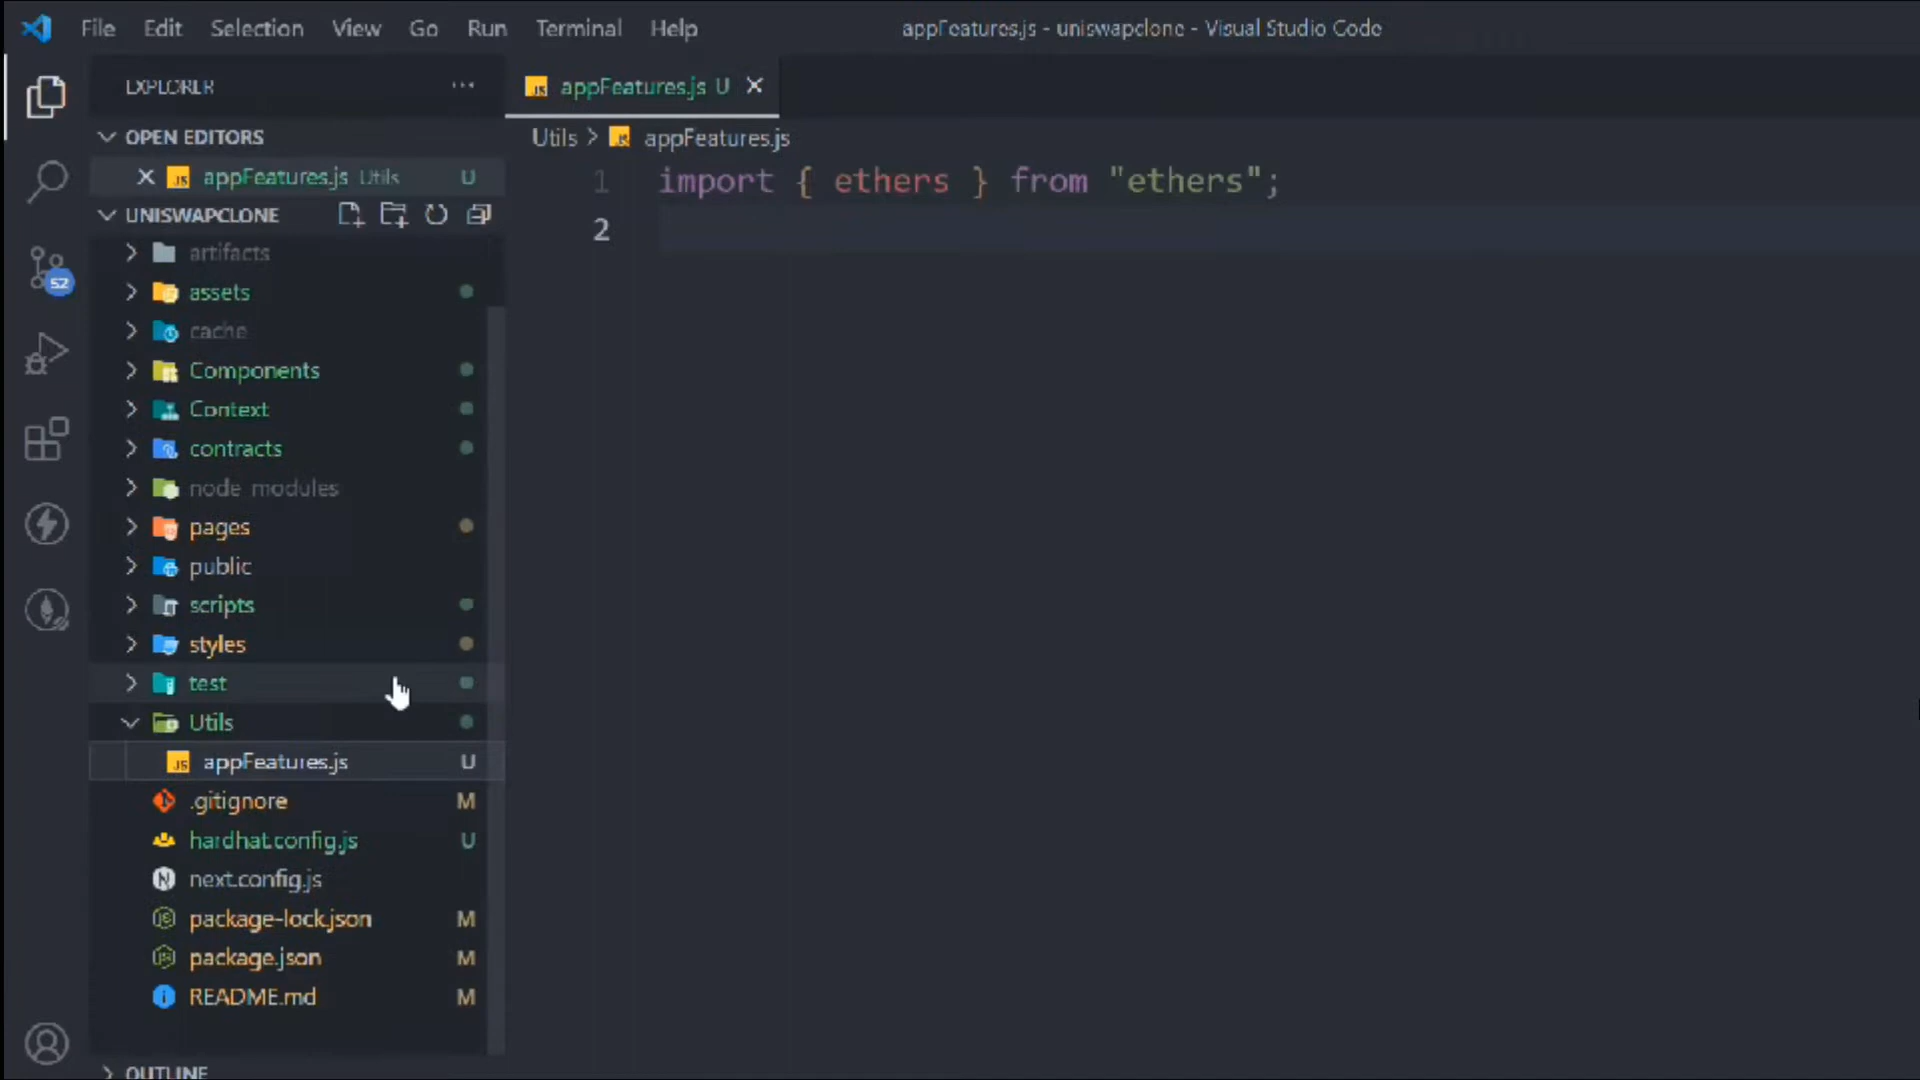 File Edit Selection View Go Run Terminal Help appFeatures.js - uniswapclone - Visual Studio Code
EXPLORER ···
appFeatures.js U
OPEN EDITORS
appFeatures.js Utils U
UNISWAPCLONE
Utils > appFeatures.js
1 import { ethers } from "ethers";
2
artifacts
assets
cache
Components
Context
contracts
node_modules
pages
public
scripts
styles
test
Utils
appFeatures.js U
.gitignore M
hardhat.config.js U
next.config.js
package-lock.json M
package.json M
README.md M
OUTLINE
52